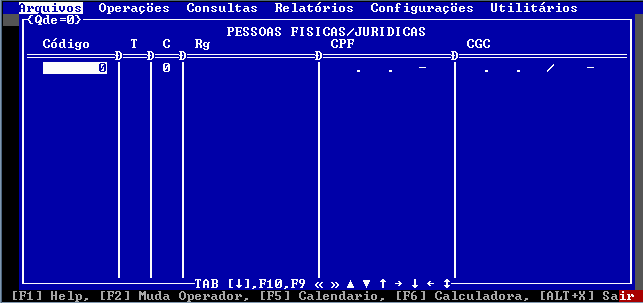 Arquivos Operações Consultas Relatórios Configurações Utilitários
{Qde=0}
PESSOAS FISICAS/JURIDICAS
Código T C Rg CPF CGC
D D D D D
0 0 . . - . . / -
TAB [↓],F10,F9 « » ▲ ▼ ↑ → ↓ ← ↕
[F1] Help, [F2] Muda Operador, [F5] Calendario, [F6] Calculadora, [ALT+X] Sair